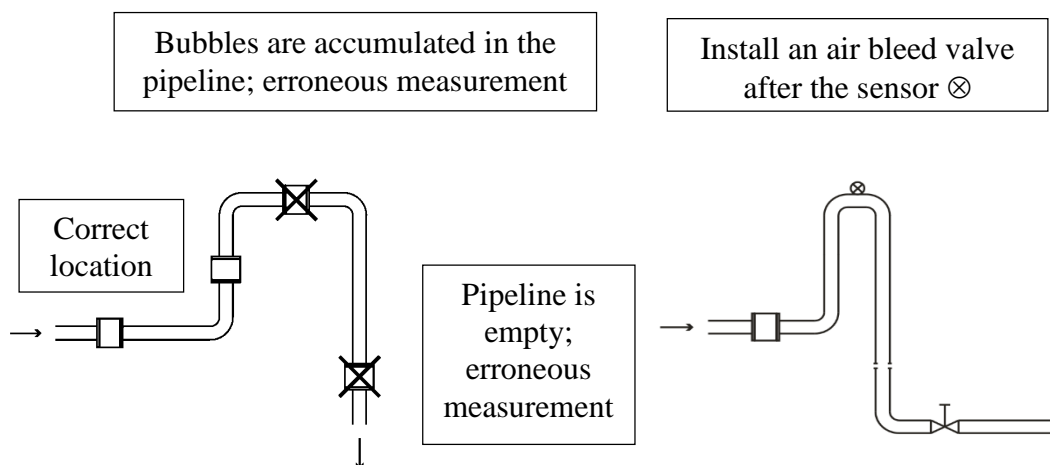 Bubbles are accumulated in the
pipeline; erroneous measurement
Install an air bleed valve
after the sensor ⊗
Correct
location
Pipeline is
empty;
erroneous
measurement